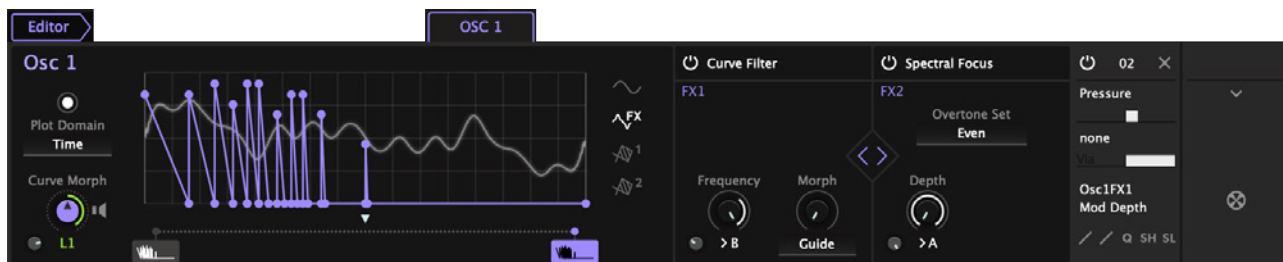 Editor
OSC 1
Osc 1
Plot Domain
Time
Curve Morph
L1
FX
1
2
Curve Filter
FX1
Frequency
Morph
>B
Guide
Spectral Focus
FX2
Overtone Set
Even
Depth
>A
02
Pressure
none
Via
Osc1FX1
Mod Depth
Q SH SL